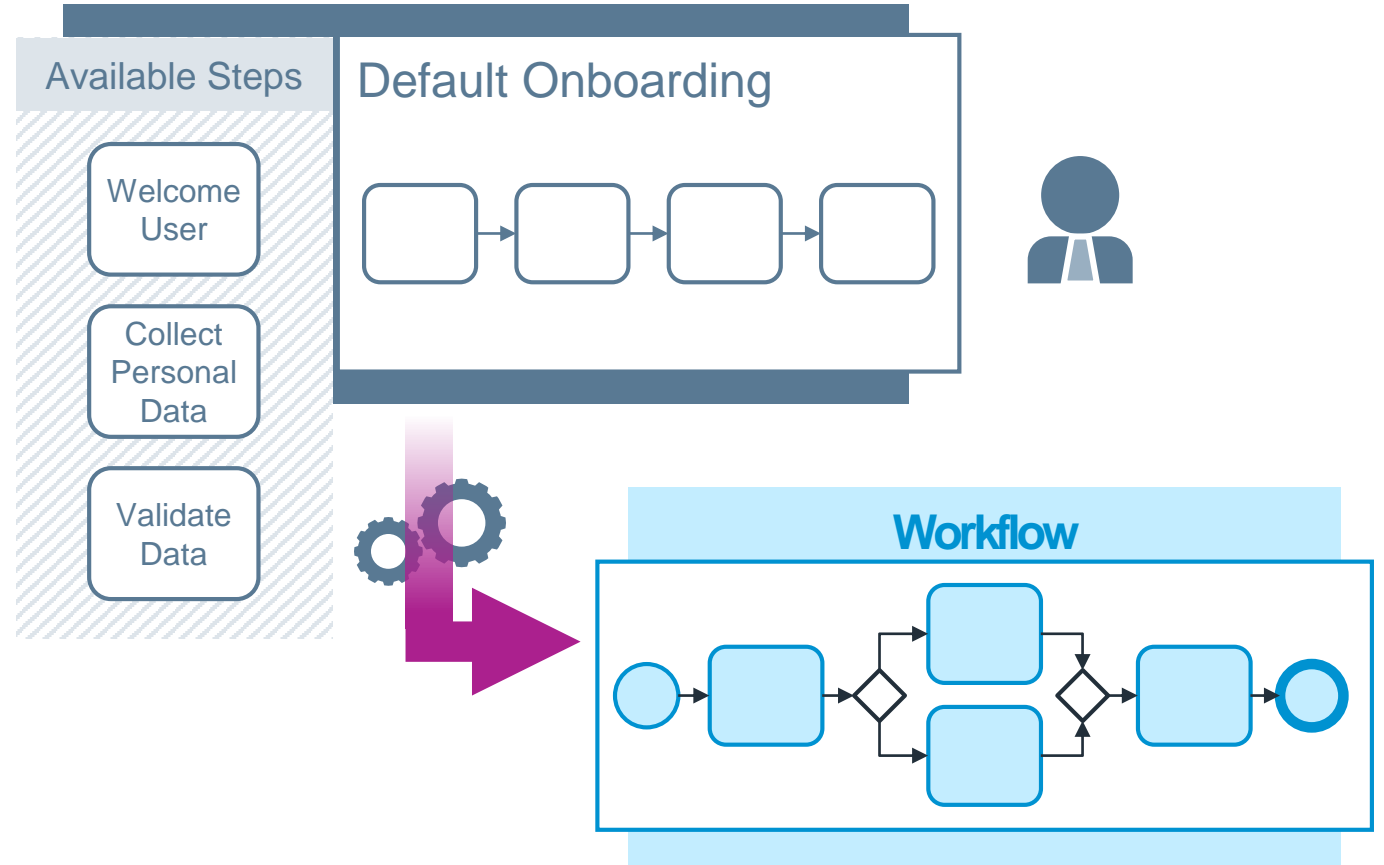 Available Steps
Default Onboarding
Welcome
User
Collect
Personal
Data
Validate
Data
Workflow